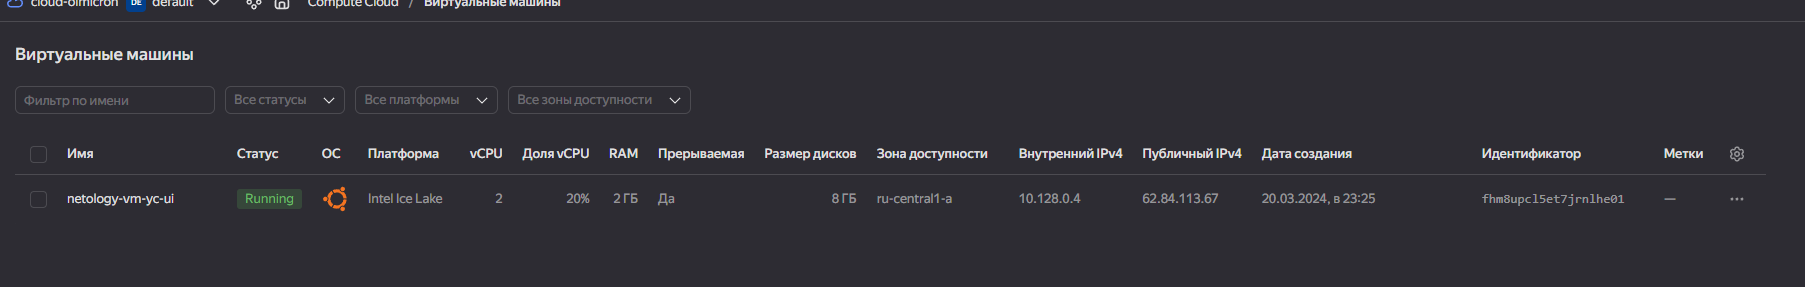 cloud-olmicron DE default Compute Cloud / Виртуальные машины
Виртуальные машины
Фильтр по имени Все статусы Все платформы Все зоны доступности
Имя Статус ОС Платформа vCPU Доля vCPU RAM Прерываемая Размер дисков Зона доступности Внутренний IPv4 Публичный IPv4 Дата создания Идентификатор Метки
netology-vm-yc-ui Running Intel Ice Lake 2 20% 2 ГБ Да 8 ГБ ru-central1-a 10.128.0.4 62.84.113.67 20.03.2024, в 23:25 fhm8upcl5et7jrnlhe01 —